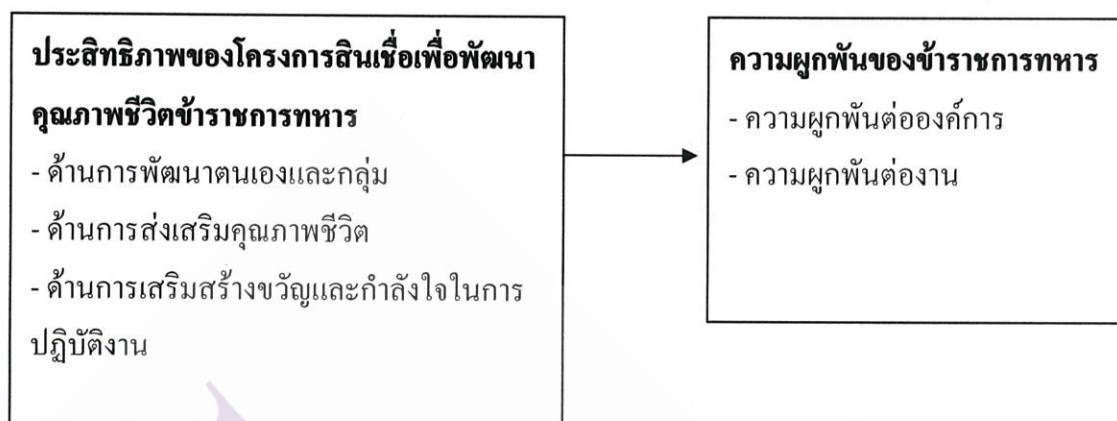 ประสิทธิภาพของโครงการสินเชื่อเพื่อพัฒนา
คุณภาพชีวิตข้าราชการทหาร
- ด้านการพัฒนาตนเองและกลุ่ม
- ด้านการส่งเสริมคุณภาพชีวิต
- ด้านการเสริมสร้างขวัญและกำลังใจในการ
ปฏิบัติงาน
ความผูกพันของข้าราชการทหาร
- ความผูกพันต่อองค์การ
- ความผูกพันต่องาน